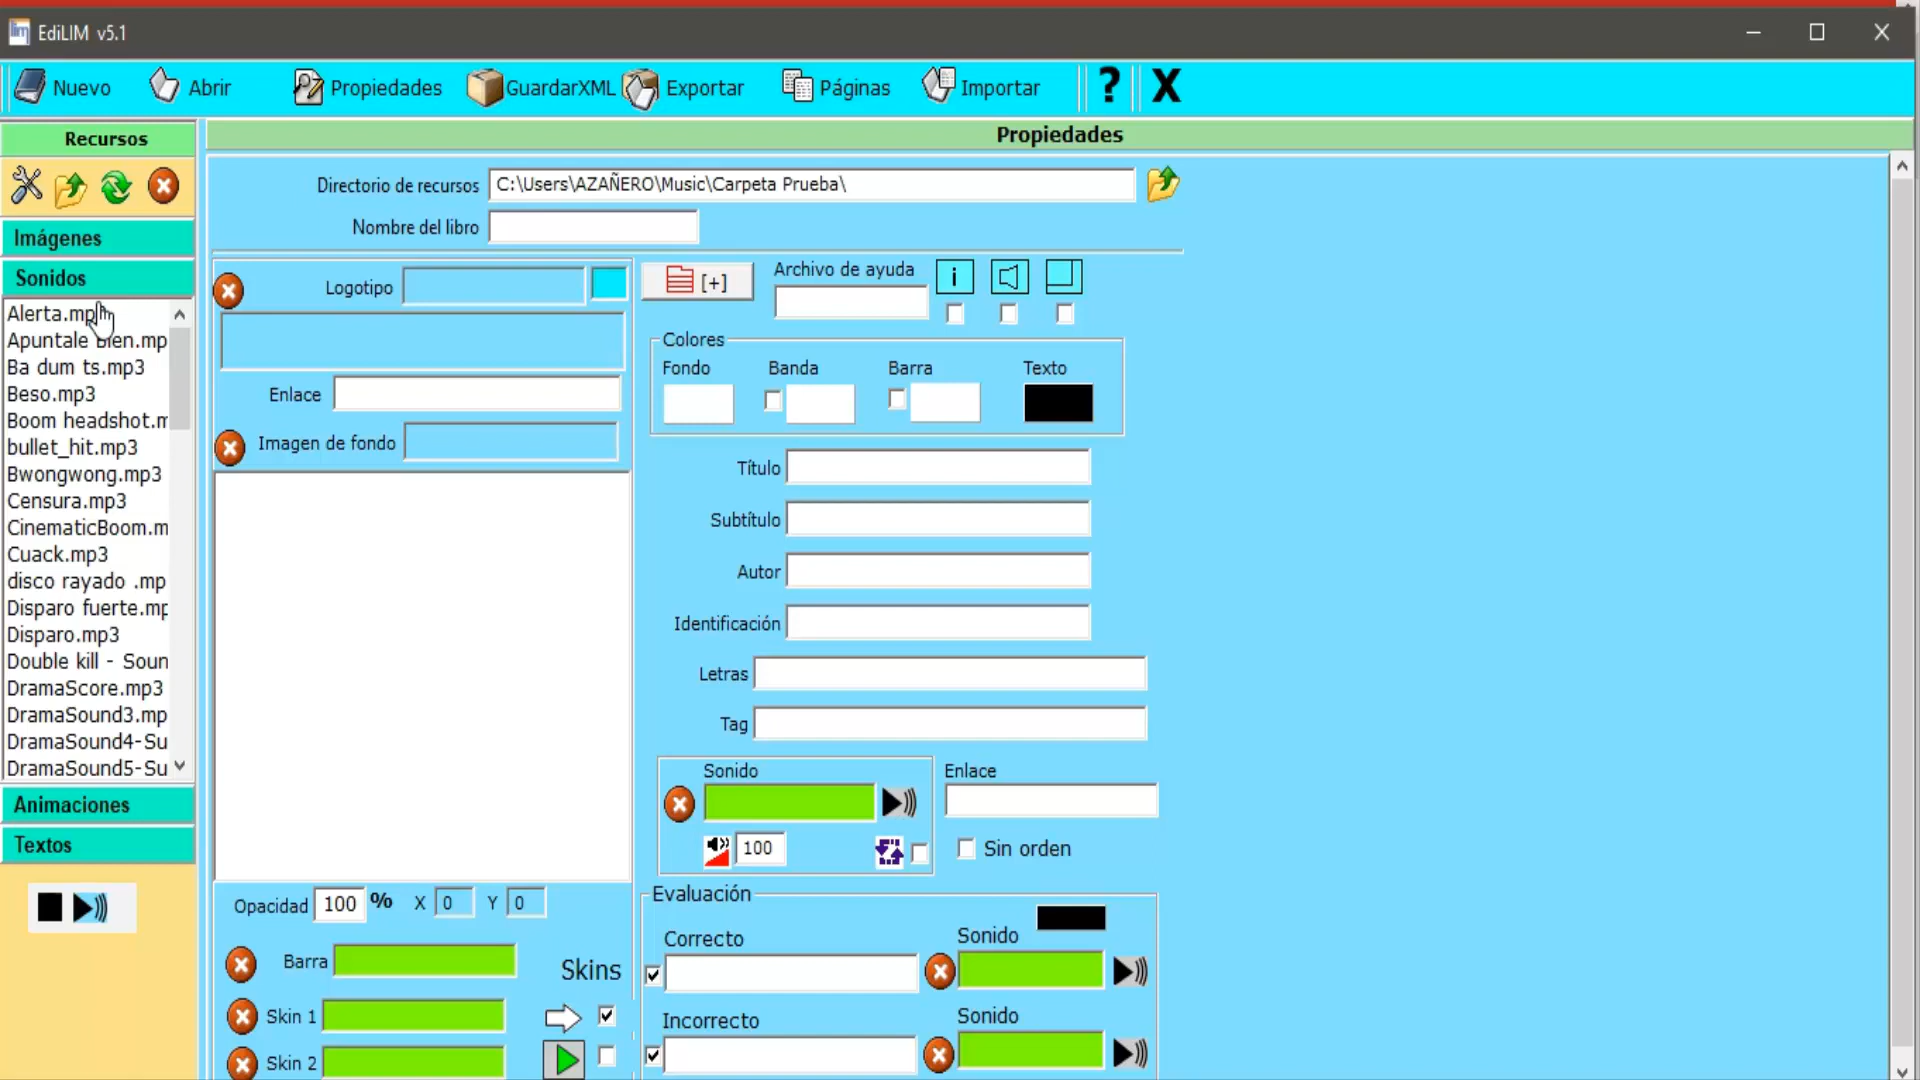 EdiLIM v5.1
Nuevo
Abrir
Propiedades
GuardarXML
Exportar
Páginas
Importar
?
X
Recursos
Propiedades
Directorio de recursos C:\Users\AZAÑERO\Music\Carpeta Prueba\
Nombre del libro
Imágenes
Sonidos
Alerta.mp
Apuntale Bien.mp
Ba dum ts.mp3
Beso.mp3
Boom headshot.m
bullet_hit.mp3
Bwongwong.mp3
Censura.mp3
CinematicBoom.m
Cuack.mp3
disco rayado .mp
Disparo fuerte.mp
Disparo.mp3
Double kill - Soun
DramaScore.mp3
DramaSound3.mp
DramaSound4-Su
DramaSound5-Su
Animaciones
Textos
Logotipo
Enlace
Imagen de fondo
Opacidad 100 % X 0 Y 0
Barra
Skins
Skin 1
Skin 2
[+]
Archivo de ayuda
i
Colores
Fondo
Banda
Barra
Texto
Título
Subtítulo
Autor
Identificación
Letras
Tag
Sonido
Enlace
100
Sin orden
Evaluación
Correcto
Sonido
Incorrecto
Sonido